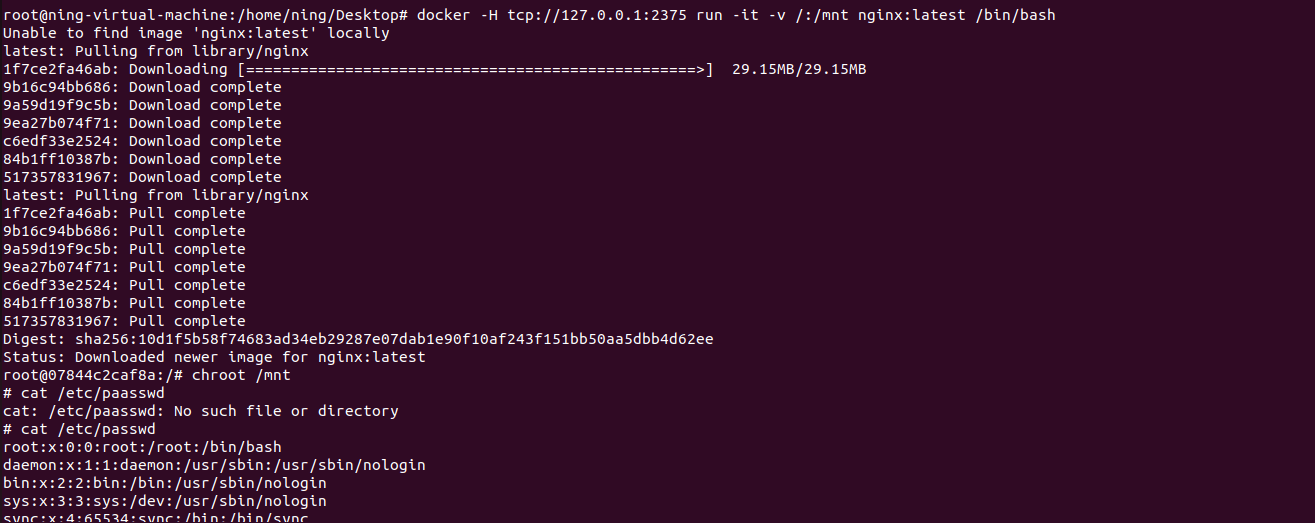 root@ning-virtual-machine:/home/ning/Desktop# docker -H tcp://127.0.0.1:2375 run -it -v /:/mnt nginx:latest /bin/bash
Unable to find image 'nginx:latest' locally
latest: Pulling from library/nginx
1f7ce2fa46ab: Downloading [==================================================>]  29.15MB/29.15MB
9b16c94bb686: Download complete
9a59d19f9c5b: Download complete
9ea27b074f71: Download complete
c6edf33e2524: Download complete
84b1ff10387b: Download complete
517357831967: Download complete
latest: Pulling from library/nginx
1f7ce2fa46ab: Pull complete
9b16c94bb686: Pull complete
9a59d19f9c5b: Pull complete
9ea27b074f71: Pull complete
c6edf33e2524: Pull complete
84b1ff10387b: Pull complete
517357831967: Pull complete
Digest: sha256:10d1f5b58f74683ad34eb29287e07dab1e90f10af243f151bb50aa5dbb4d62ee
Status: Downloaded newer image for nginx:latest
root@07844c2caf8a:/# chroot /mnt
# cat /etc/paasswd
cat: /etc/paasswd: No such file or directory
# cat /etc/passwd
root:x:0:0:root:/root:/bin/bash
daemon:x:1:1:daemon:/usr/sbin:/usr/sbin/nologin
bin:x:2:2:bin:/bin:/usr/sbin/nologin
sys:x:3:3:sys:/dev:/usr/sbin/nologin
sync:x:4:65534:sync:/bin:/bin/sync